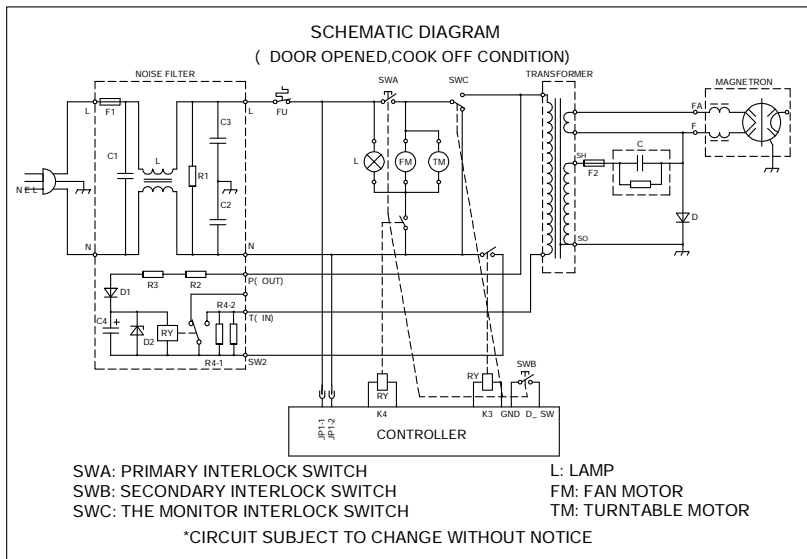 SCHEMATIC DIAGRAM
( DOOR OPENED,COOK OFF CONDITION)
NOISE FILTER
SWA
SWC
TRANSFORMER
MAGNETRON
L
F1
L
FU
FA
F
C3
C1
L
R1
L
FM
TM
SH
F2
C
N E L
C2
D
N
N
SO
R3
R2
P( OUT)
D1
R4-2
T( IN)
C4
+
D2
RY
R4-1
SW2
SWB
RY
RY
JP1-1
JP1-2
K4
K3
GND
D_ SW
CONTROLLER
SWA: PRIMARY INTERLOCK SWITCH
L: LAMP
SWB: SECONDARY INTERLOCK SWITCH
FM: FAN MOTOR
SWC: THE MONITOR INTERLOCK SWITCH
TM: TURNTABLE MOTOR
*CIRCUIT SUBJECT TO CHANGE WITHOUT NOTICE